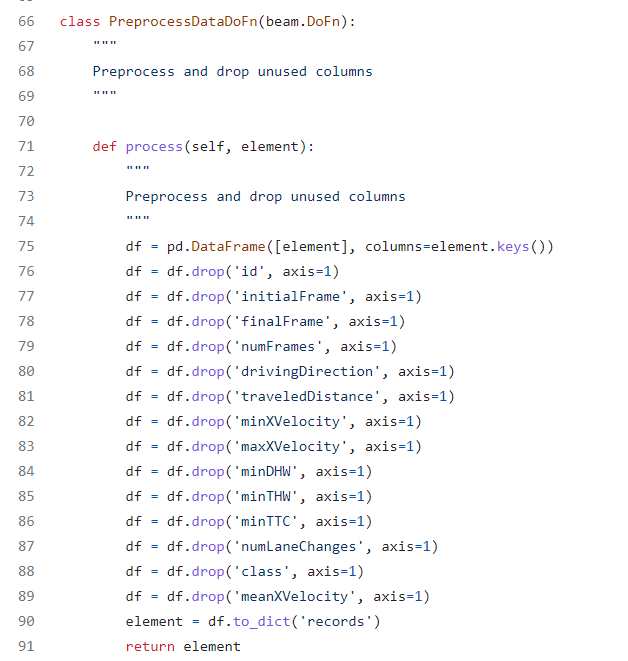 66 class PreprocessDataDoFn(beam.DoFn):
67     """
68     Preprocess and drop unused columns
69     """
70
71     def process(self, element):
72         """
73         Preprocess and drop unused columns
74         """
75         df = pd.DataFrame([element], columns=element.keys())
76         df = df.drop('id', axis=1)
77         df = df.drop('initialFrame', axis=1)
78         df = df.drop('finalFrame', axis=1)
79         df = df.drop('numFrames', axis=1)
80         df = df.drop('drivingDirection', axis=1)
81         df = df.drop('traveledDistance', axis=1)
82         df = df.drop('minXVelocity', axis=1)
83         df = df.drop('maxXVelocity', axis=1)
84         df = df.drop('minDHW', axis=1)
85         df = df.drop('minTHW', axis=1)
86         df = df.drop('minTTC', axis=1)
87         df = df.drop('numLaneChanges', axis=1)
88         df = df.drop('class', axis=1)
89         df = df.drop('meanXVelocity', axis=1)
90         element = df.to_dict('records')
91         return element